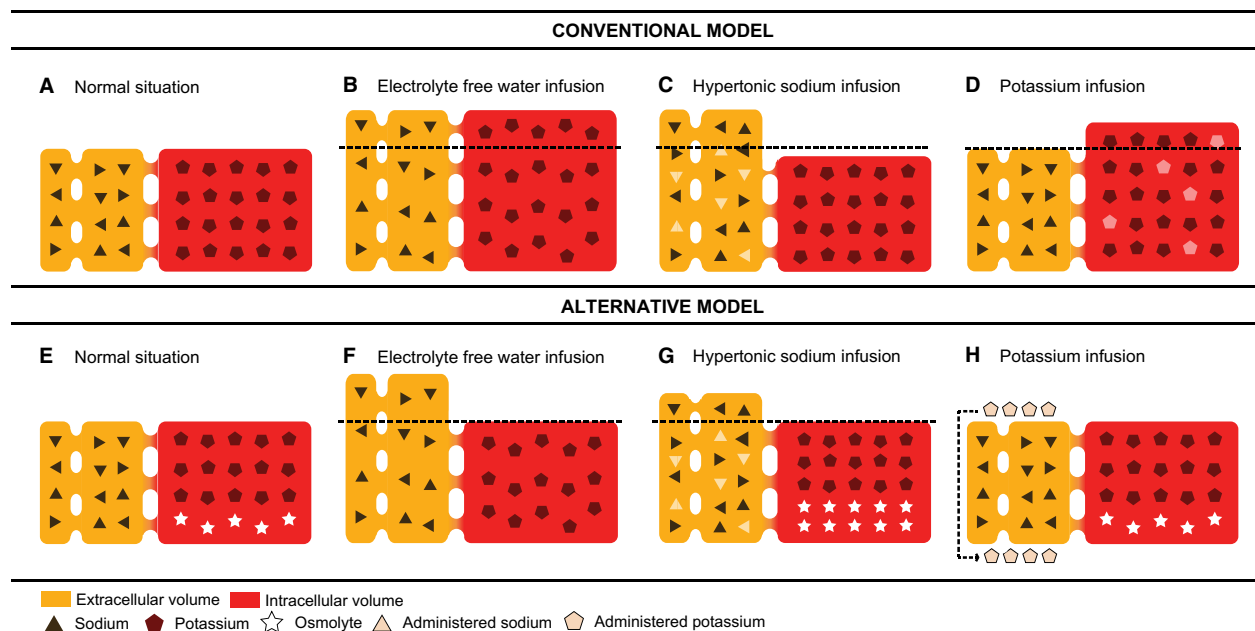 CONVENTIONAL MODEL
A Normal situation
B Electrolyte free water infusion
C Hypertonic sodium infusion
D Potassium infusion
ALTERNATIVE MODEL
E Normal situation
F Electrolyte free water infusion
G Hypertonic sodium infusion
H Potassium infusion
Extracellular volume Intracellular volume
Sodium Potassium Osmolyte Administered sodium Administered potassium